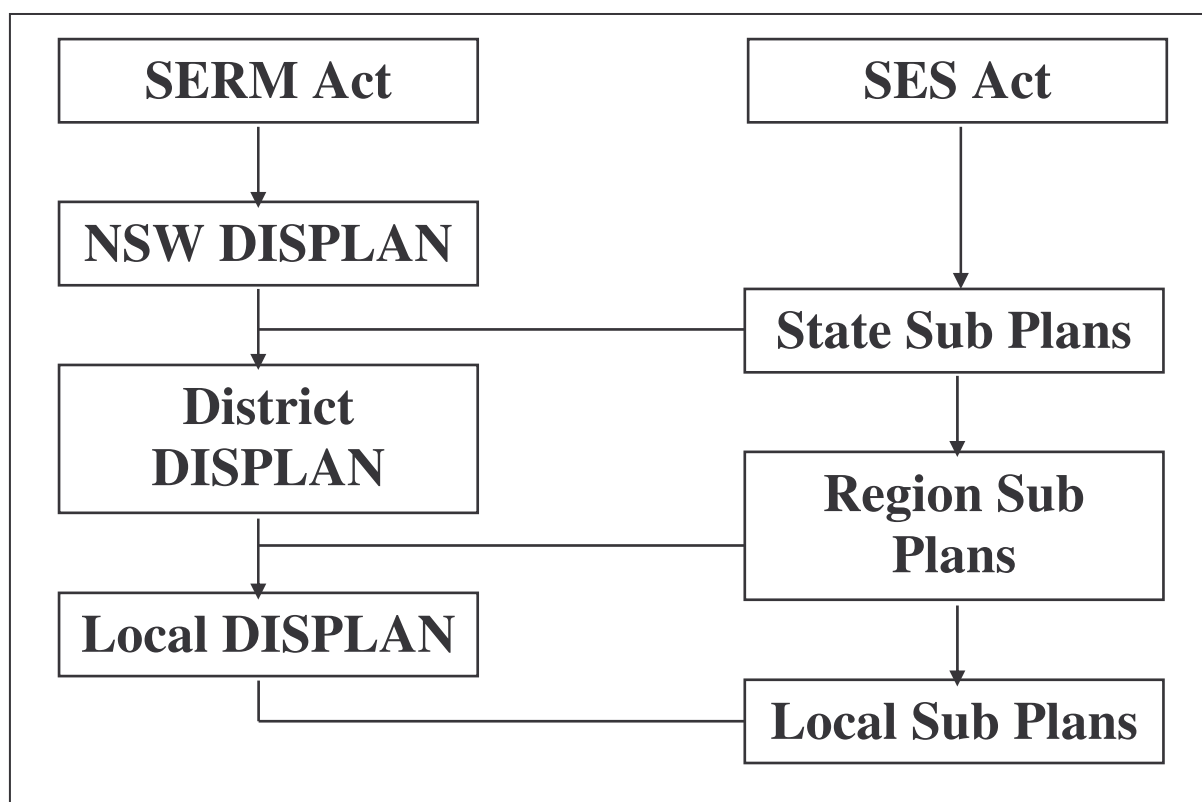 SERM Act
SES Act
NSW DISPLAN
State Sub Plans
District
DISPLAN
Region Sub
Plans
Local DISPLAN
Local Sub Plans